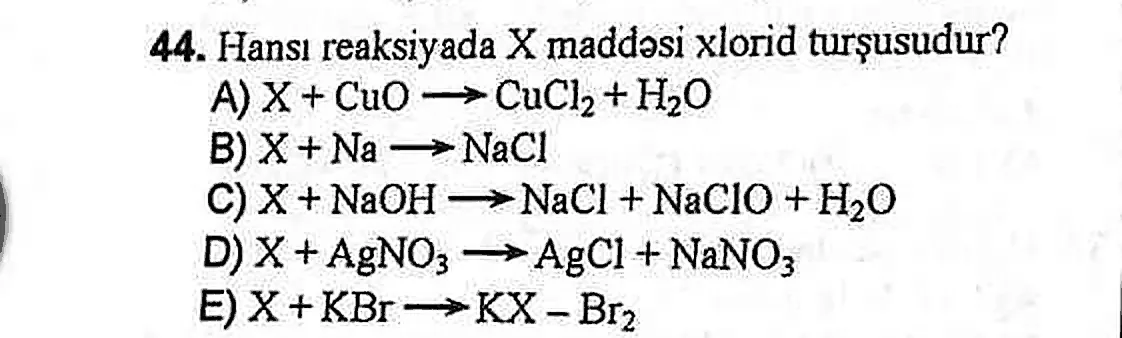 44. Hansı reaksiyada X maddəsi xlorid turşusudur?
A) X + CuO ⟶ CuCl₂ + H₂O
B) X + Na ⟶ NaCl
C) X + NaOH ⟶ NaCl + NaClO + H₂O
D) X + AgNO₃ ⟶ AgCl + NaNO₃
E) X + KBr ⟶ KX – Br₂